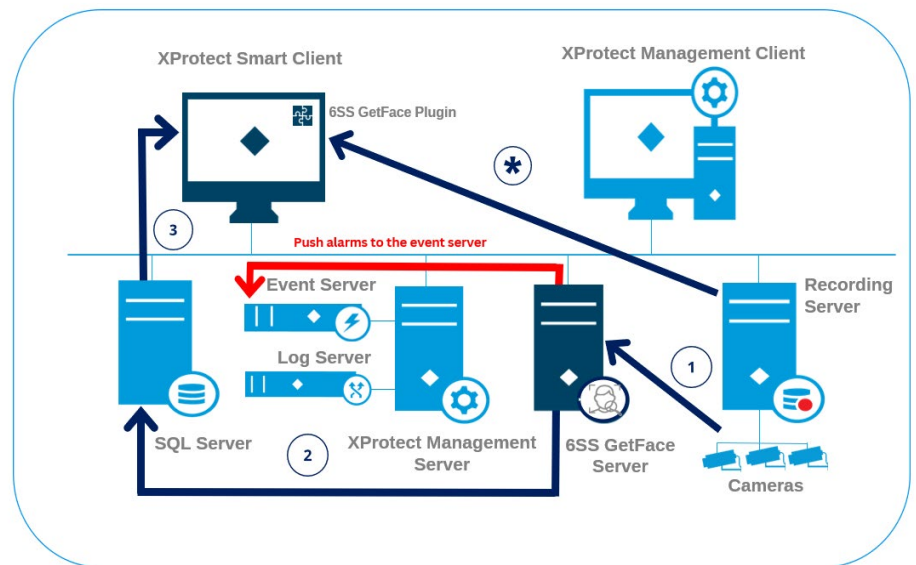 XProtect Smart Client
XProtect Management Client
6SS GetFace Plugin
*
3
Push alarms to the event server
Event Server
Recording
Server
Log Server
1
SQL Server
2
XProtect Management
Server
6SS GetFace
Server
Cameras